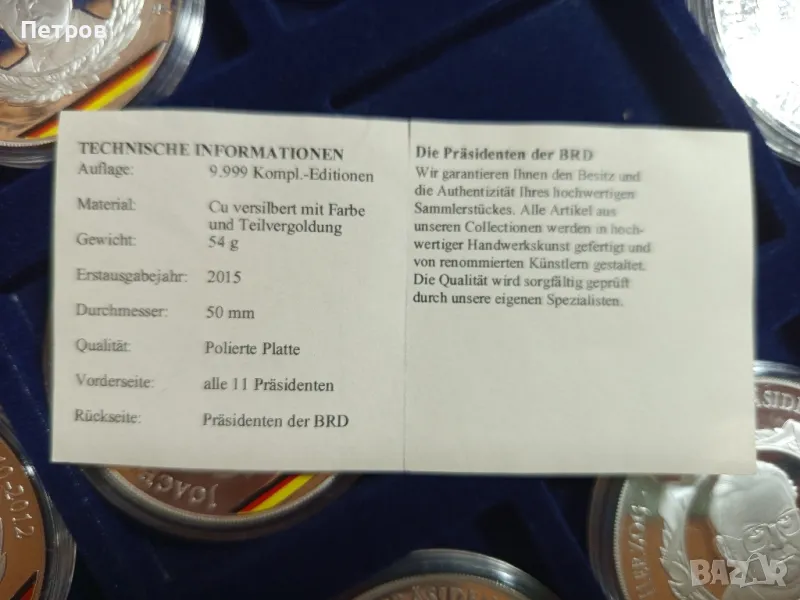 Петров
TECHNISCHE INFORMATIONEN
Auflage: 9.999 Kompl.-Editionen
Material: Cu versilbert mit Farbe
und Teilvergoldung
Gewicht: 54 g
Erstausgabejahr: 2015
Durchmesser: 50 mm
Qualität: Polierte Platte
Vorderseite: alle 11 Präsidenten
Rückseite: Präsidenten der BRD
Die Präsidenten der BRD
Wir garantieren Ihnen den Besitz und
die Authentizität Ihres hochwertigen
Sammlerstückes. Alle Artikel aus
unseren Collectionen werden in hoch-
wertiger Handwerkskunst gefertigt und
von renommierten Künstlern gestaltet.
Die Qualität wird sorgfältig geprüft
durch unsere eigenen Spezialisten.
2012
JOACH
BAZAR